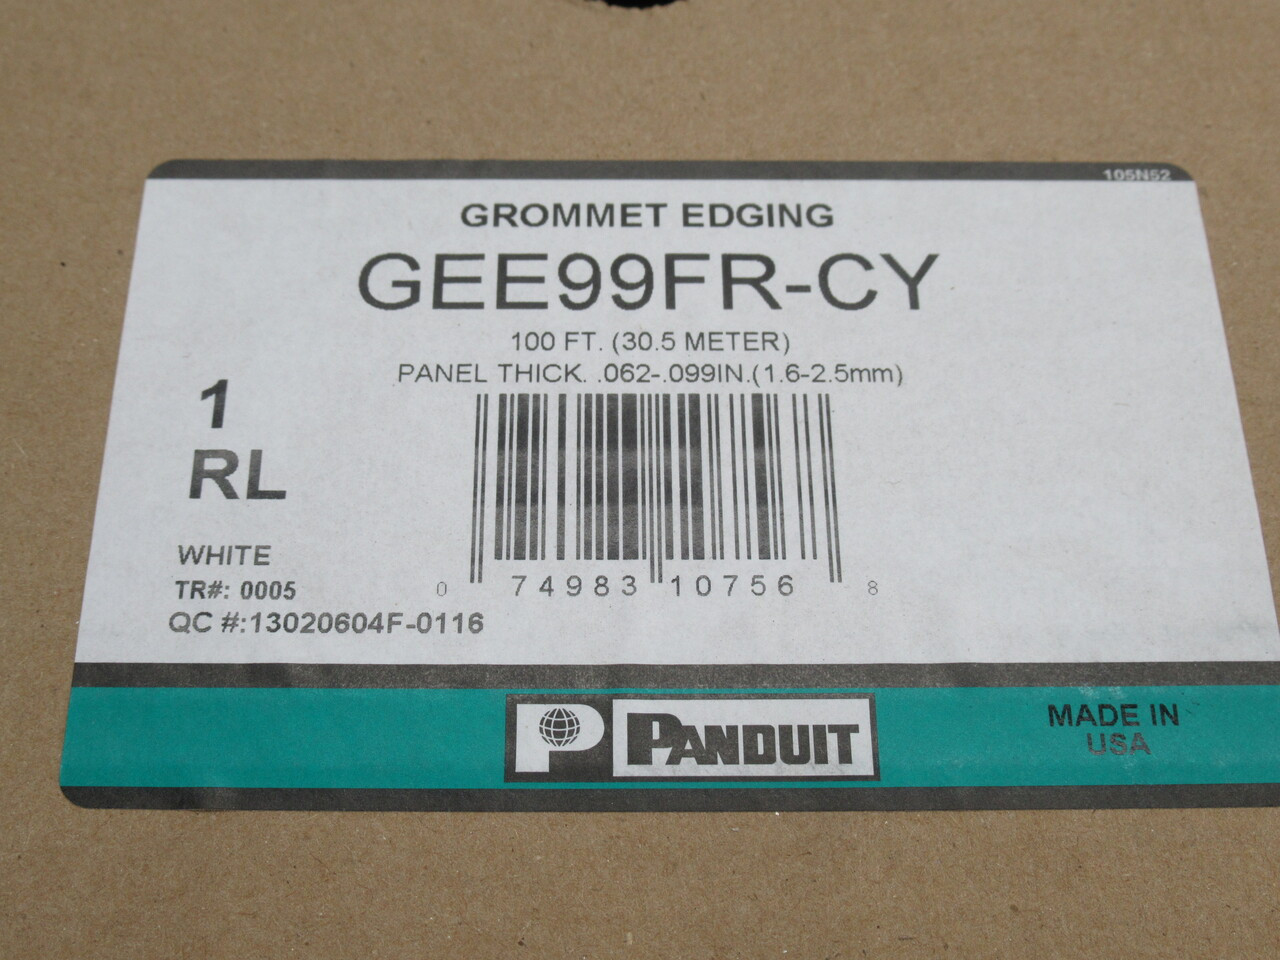 105N52
GROMMET EDGING
GEE99FR-CY
100 FT. (30.5 METER)
PANEL THICK. .062-.099IN.(1.6-2.5mm)
1
RL
WHITE
TR#: 0005
QC #:13020604F-0116
0 74983 10756 8
P PANDUIT
MADE IN
USA